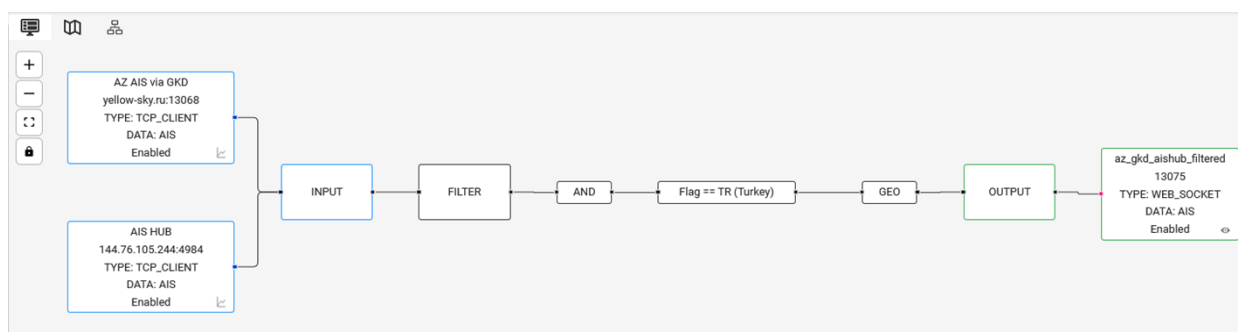 AZ AIS via GKD
yellow-sky.ru:13068
TYPE: TCP_CLIENT
DATA: AIS
Enabled
AIS HUB
144.76.105.244:4984
TYPE: TCP_CLIENT
DATA: AIS
Enabled
INPUT
FILTER
AND
Flag == TR (Turkey)
GEO
OUTPUT
az_gkd_aishub_filtered
13075
TYPE: WEB_SOCKET
DATA: AIS
Enabled